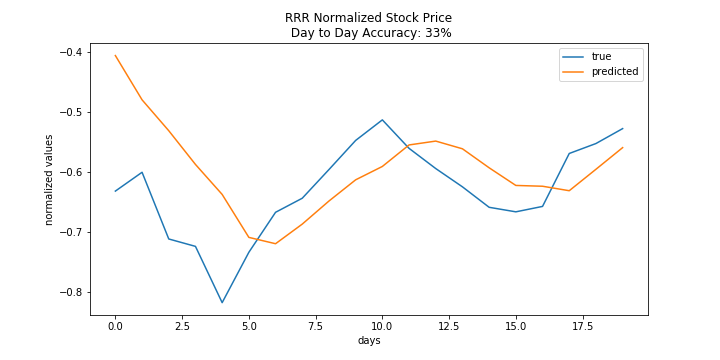 RRR Normalized Stock Price
Day to Day Accuracy: 33%
true
predicted
normalized values
−0.4
−0.5
−0.6
−0.7
−0.8
0.0 2.5 5.0 7.5 10.0 12.5 15.0 17.5
days